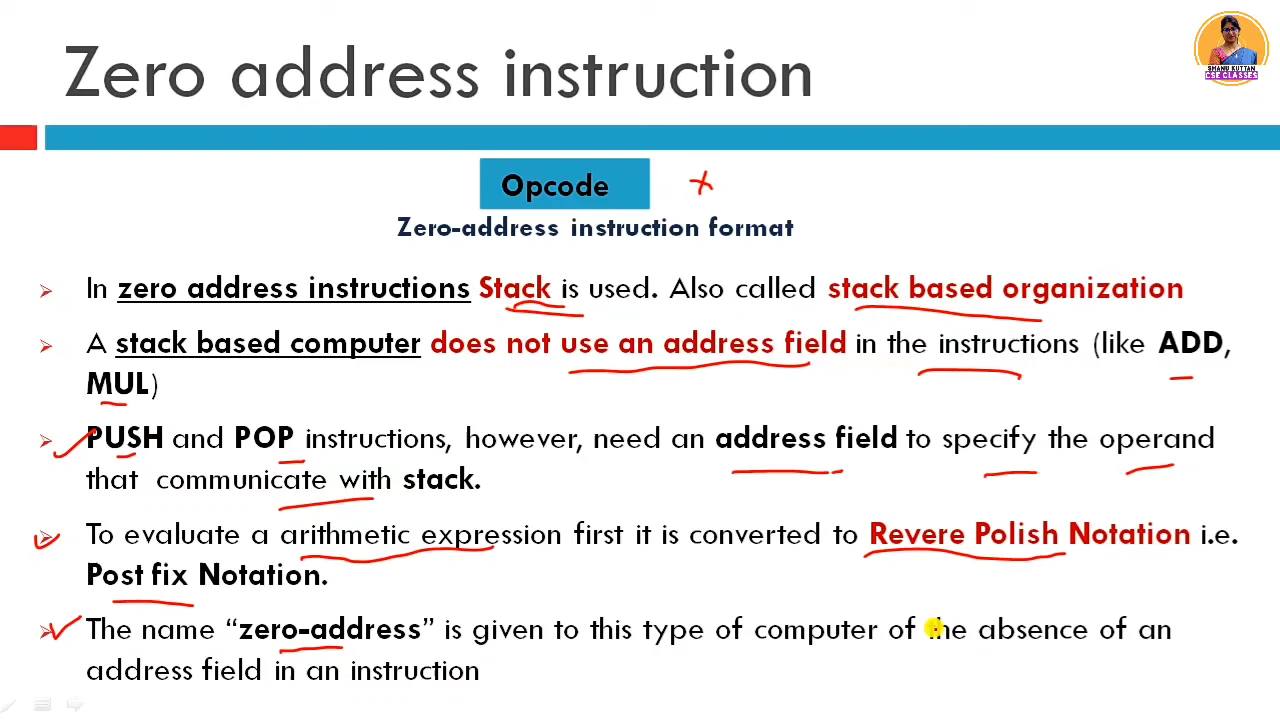 Zero address instruction
SHANU KUTTAN
CSE CLASSES
Opcode
Zero-address instruction format
In zero address instructions Stack is used. Also called stack based organization
A stack based computer does not use an address field in the instructions (like ADD,
MUL)
PUSH and POP instructions, however, need an address field to specify the operand
that communicate with stack.
To evaluate a arithmetic expression first it is converted to Revere Polish Notation i.e.
Post fix Notation.
The name “zero-address” is given to this type of computer of the absence of an
address field in an instruction